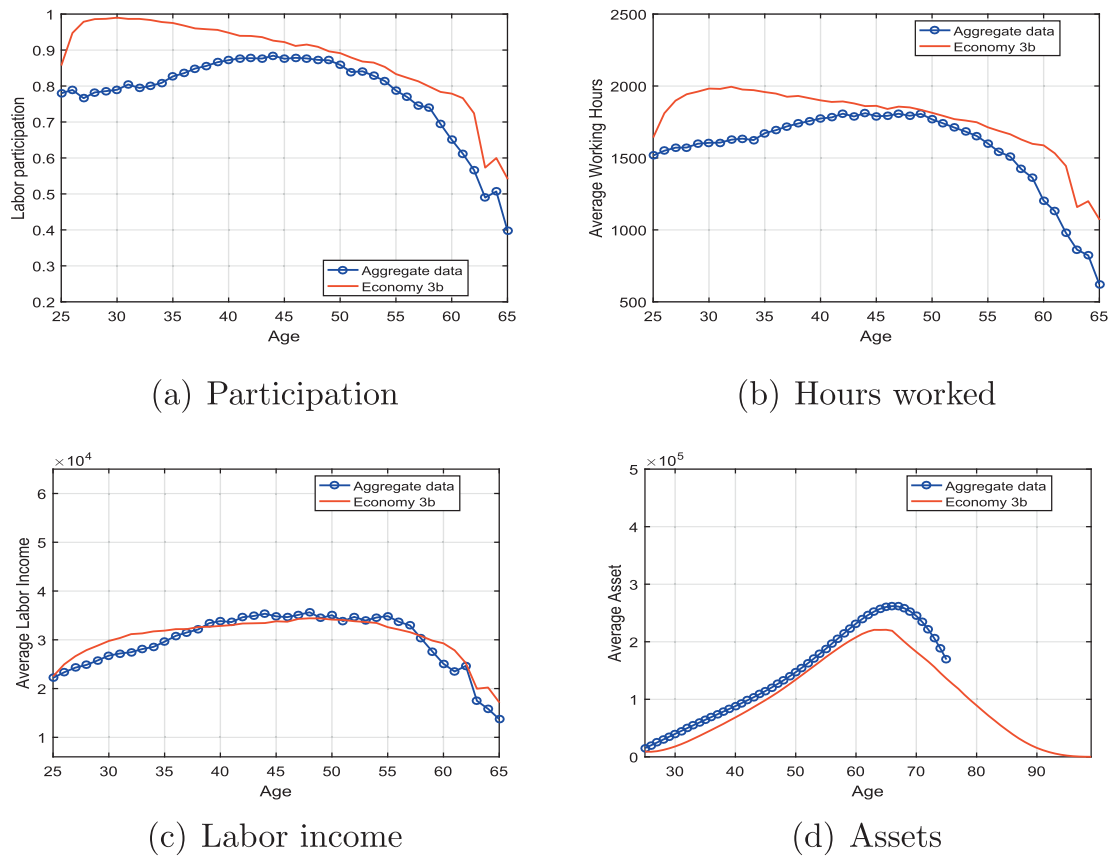 1
0.9
0.8
0.7
0.6
0.5
0.4
0.3
0.2
Labor participation
25 30 35 40 45 50 55 60 65
Age
Aggregate data
Economy 3b
(a) Participation
2500
2000
1500
1000
500
Average Working Hours
25 30 35 40 45 50 55 60 65
Age
Aggregate data
Economy 3b
(b) Hours worked
×10⁴
6
5
4
3
2
1
Average Labor Income
25 30 35 40 45 50 55 60 65
Age
Aggregate data
Economy 3b
(c) Labor income
×10⁵
5
4
3
2
1
0
Average Asset
30 40 50 60 70 80 90
Age
Aggregate data
Economy 3b
(d) Assets